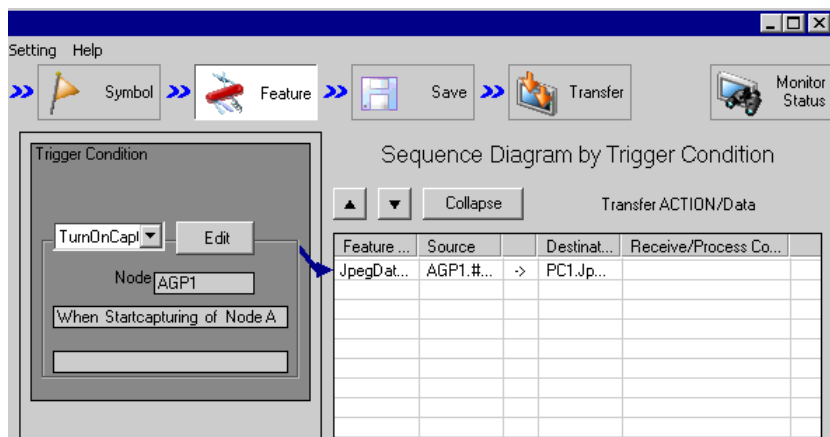 Setting Help
Symbol Feature Save Transfer Monitor Status
Trigger Condition
Sequence Diagram by Trigger Condition
Collapse Transfer ACTION/Data
TurnOnCapl Edit
Feature ... Source Destinat... Receive/Process Co...
JpegDat... AGP1.#... -> PC1.Jp...
Node AGP1
When Startcapturing of Node A